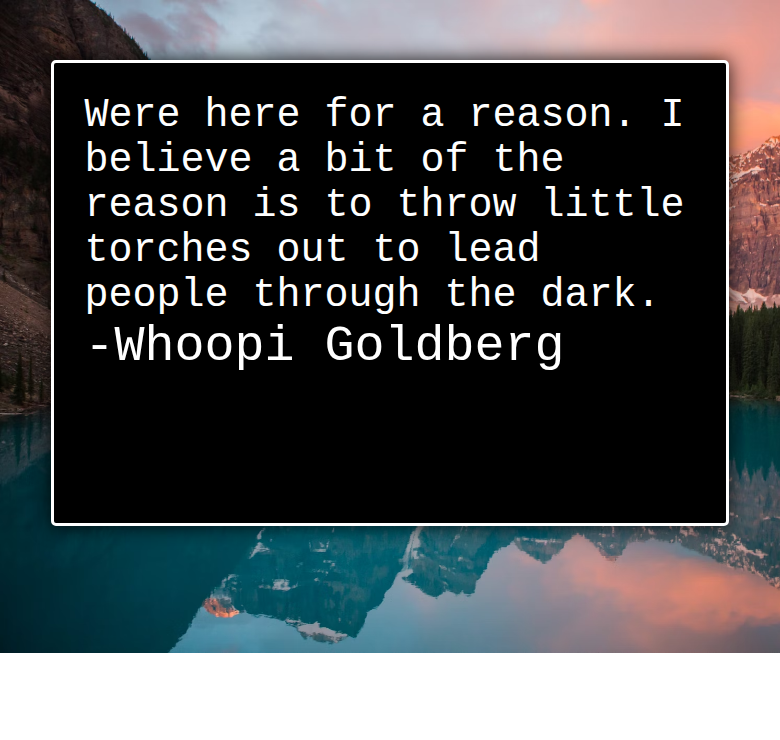 Were here for a reason. I
believe a bit of the
reason is to throw little
torches out to lead
people through the dark.
-Whoopi Goldberg